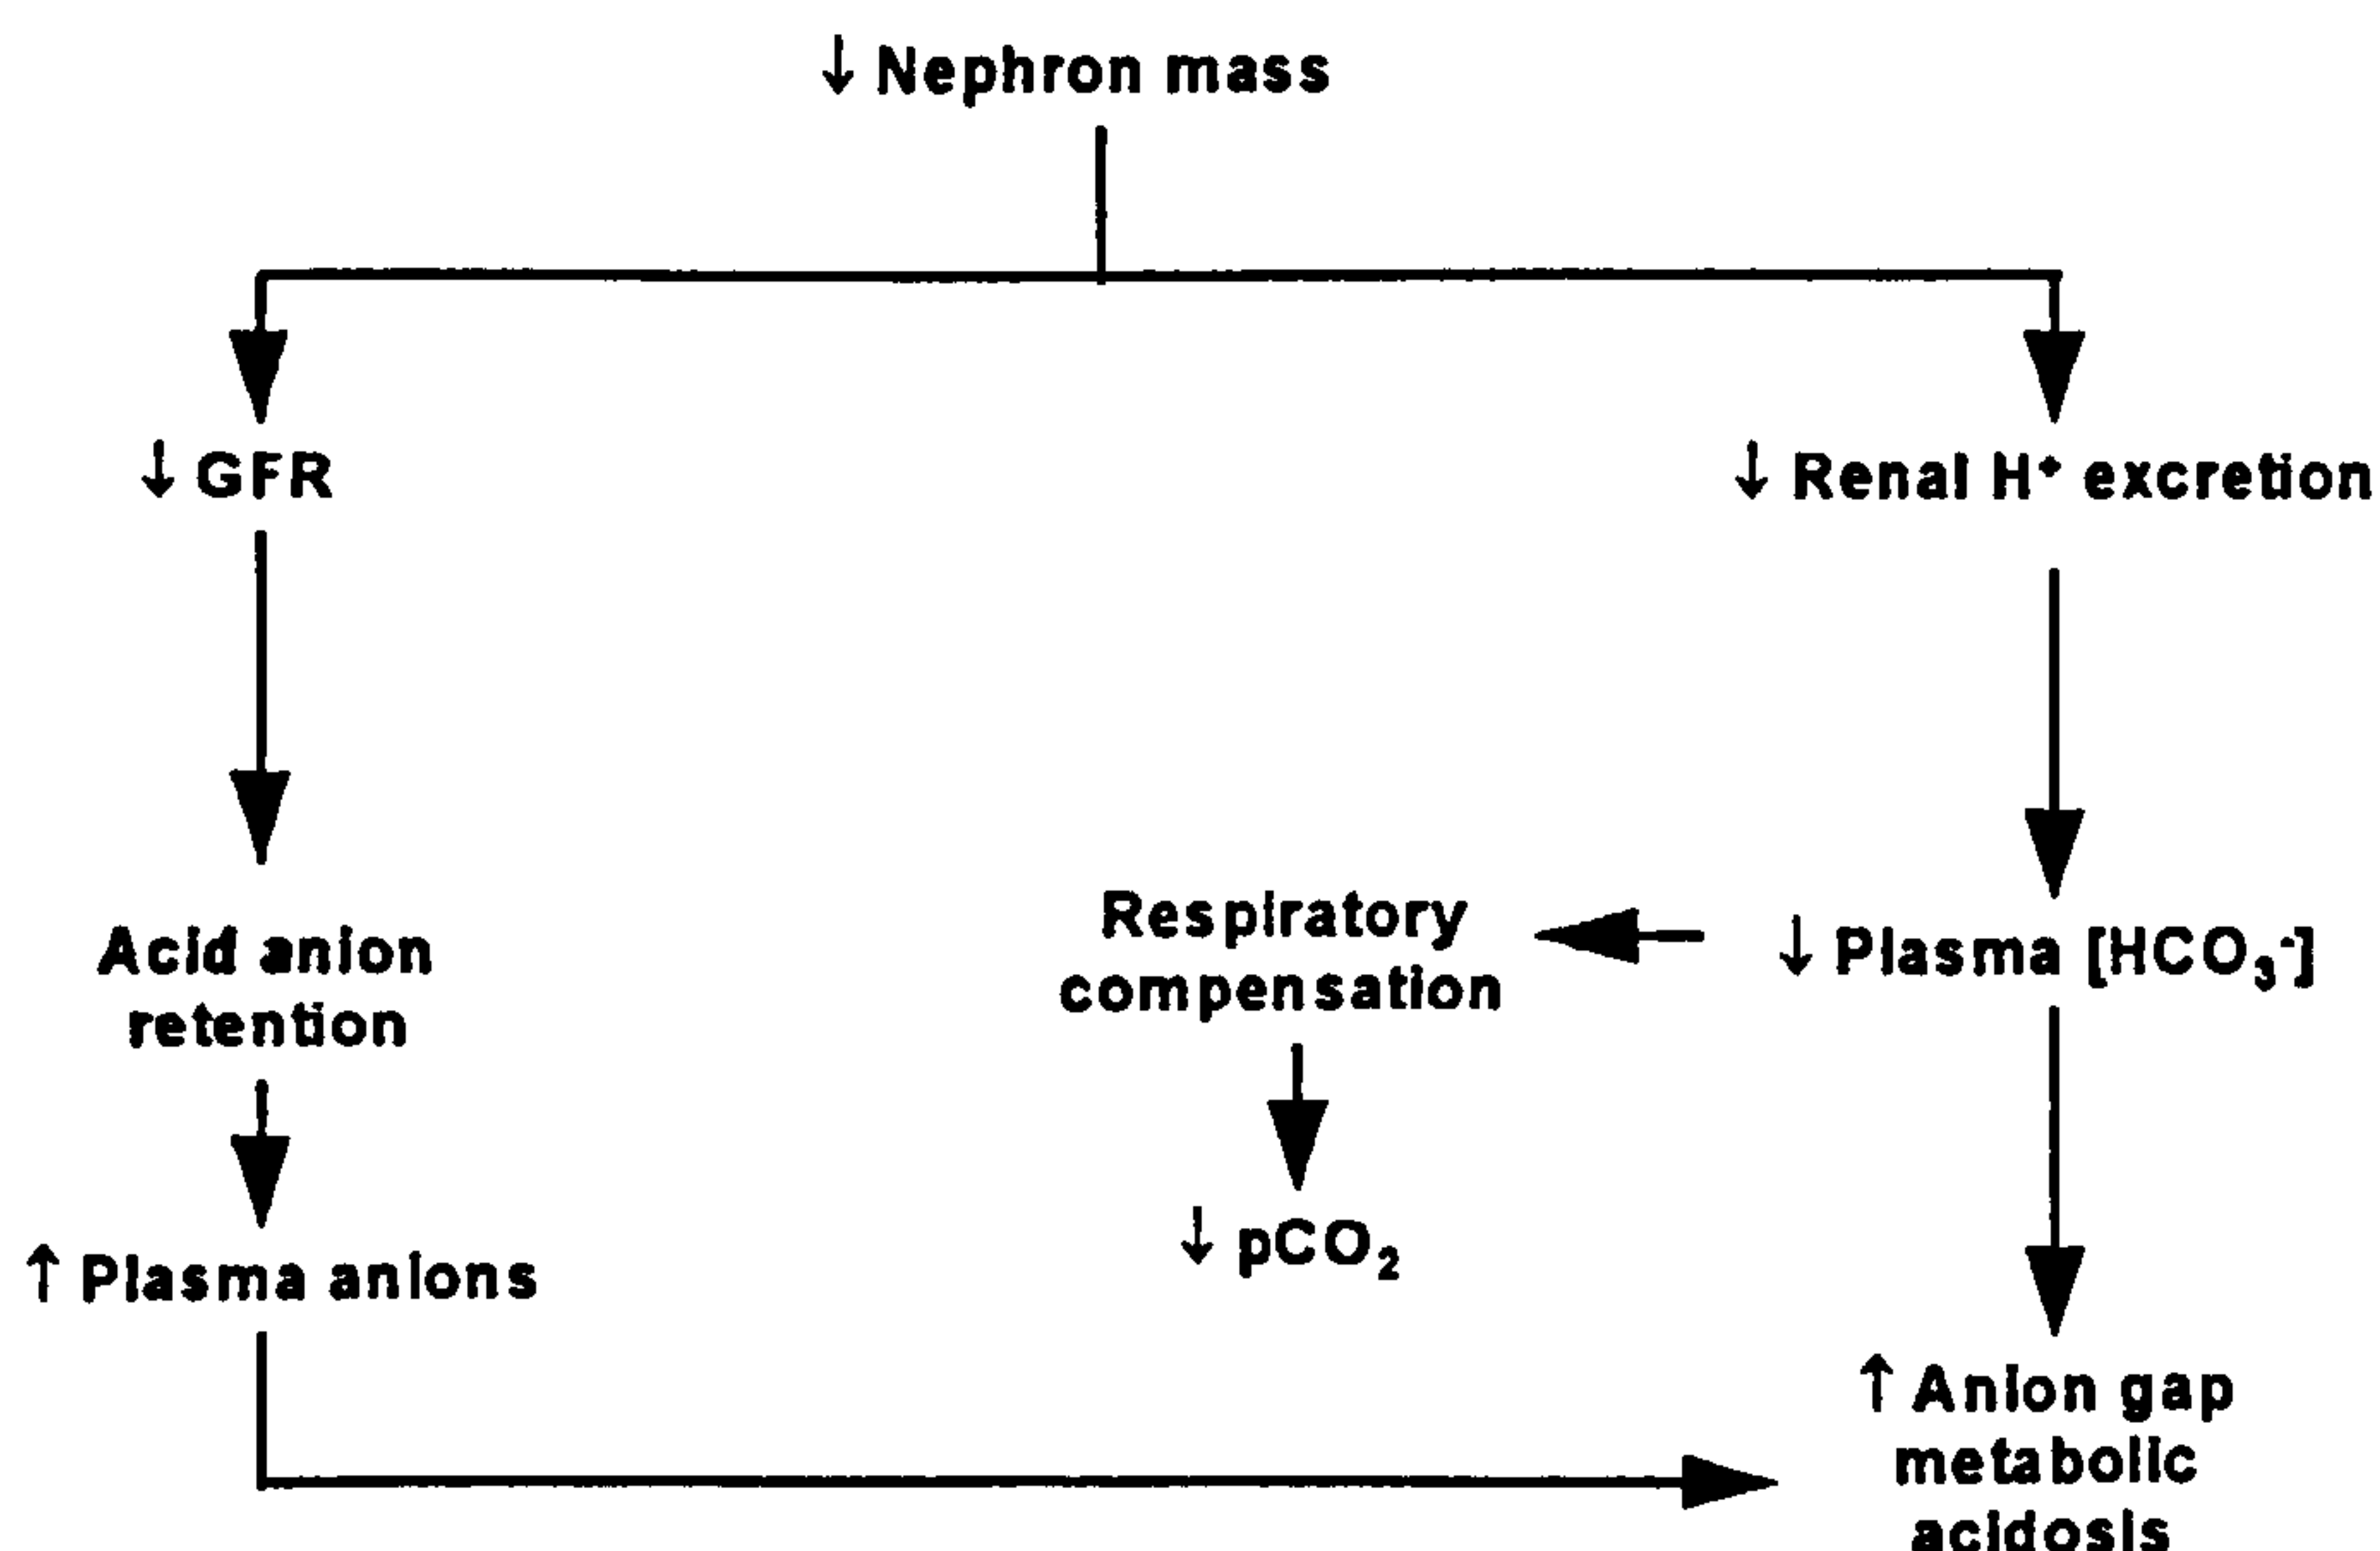 ↓ Nephron mass
↓ GFR
↓ Renal H⁺ excretion
Acid anion
retention
Respiratory
compensation
↓ Plasma [HCO₃⁻]
↑ Plasma anions
↓ pCO₂
↑ Anion gap
metabolic
acidosis